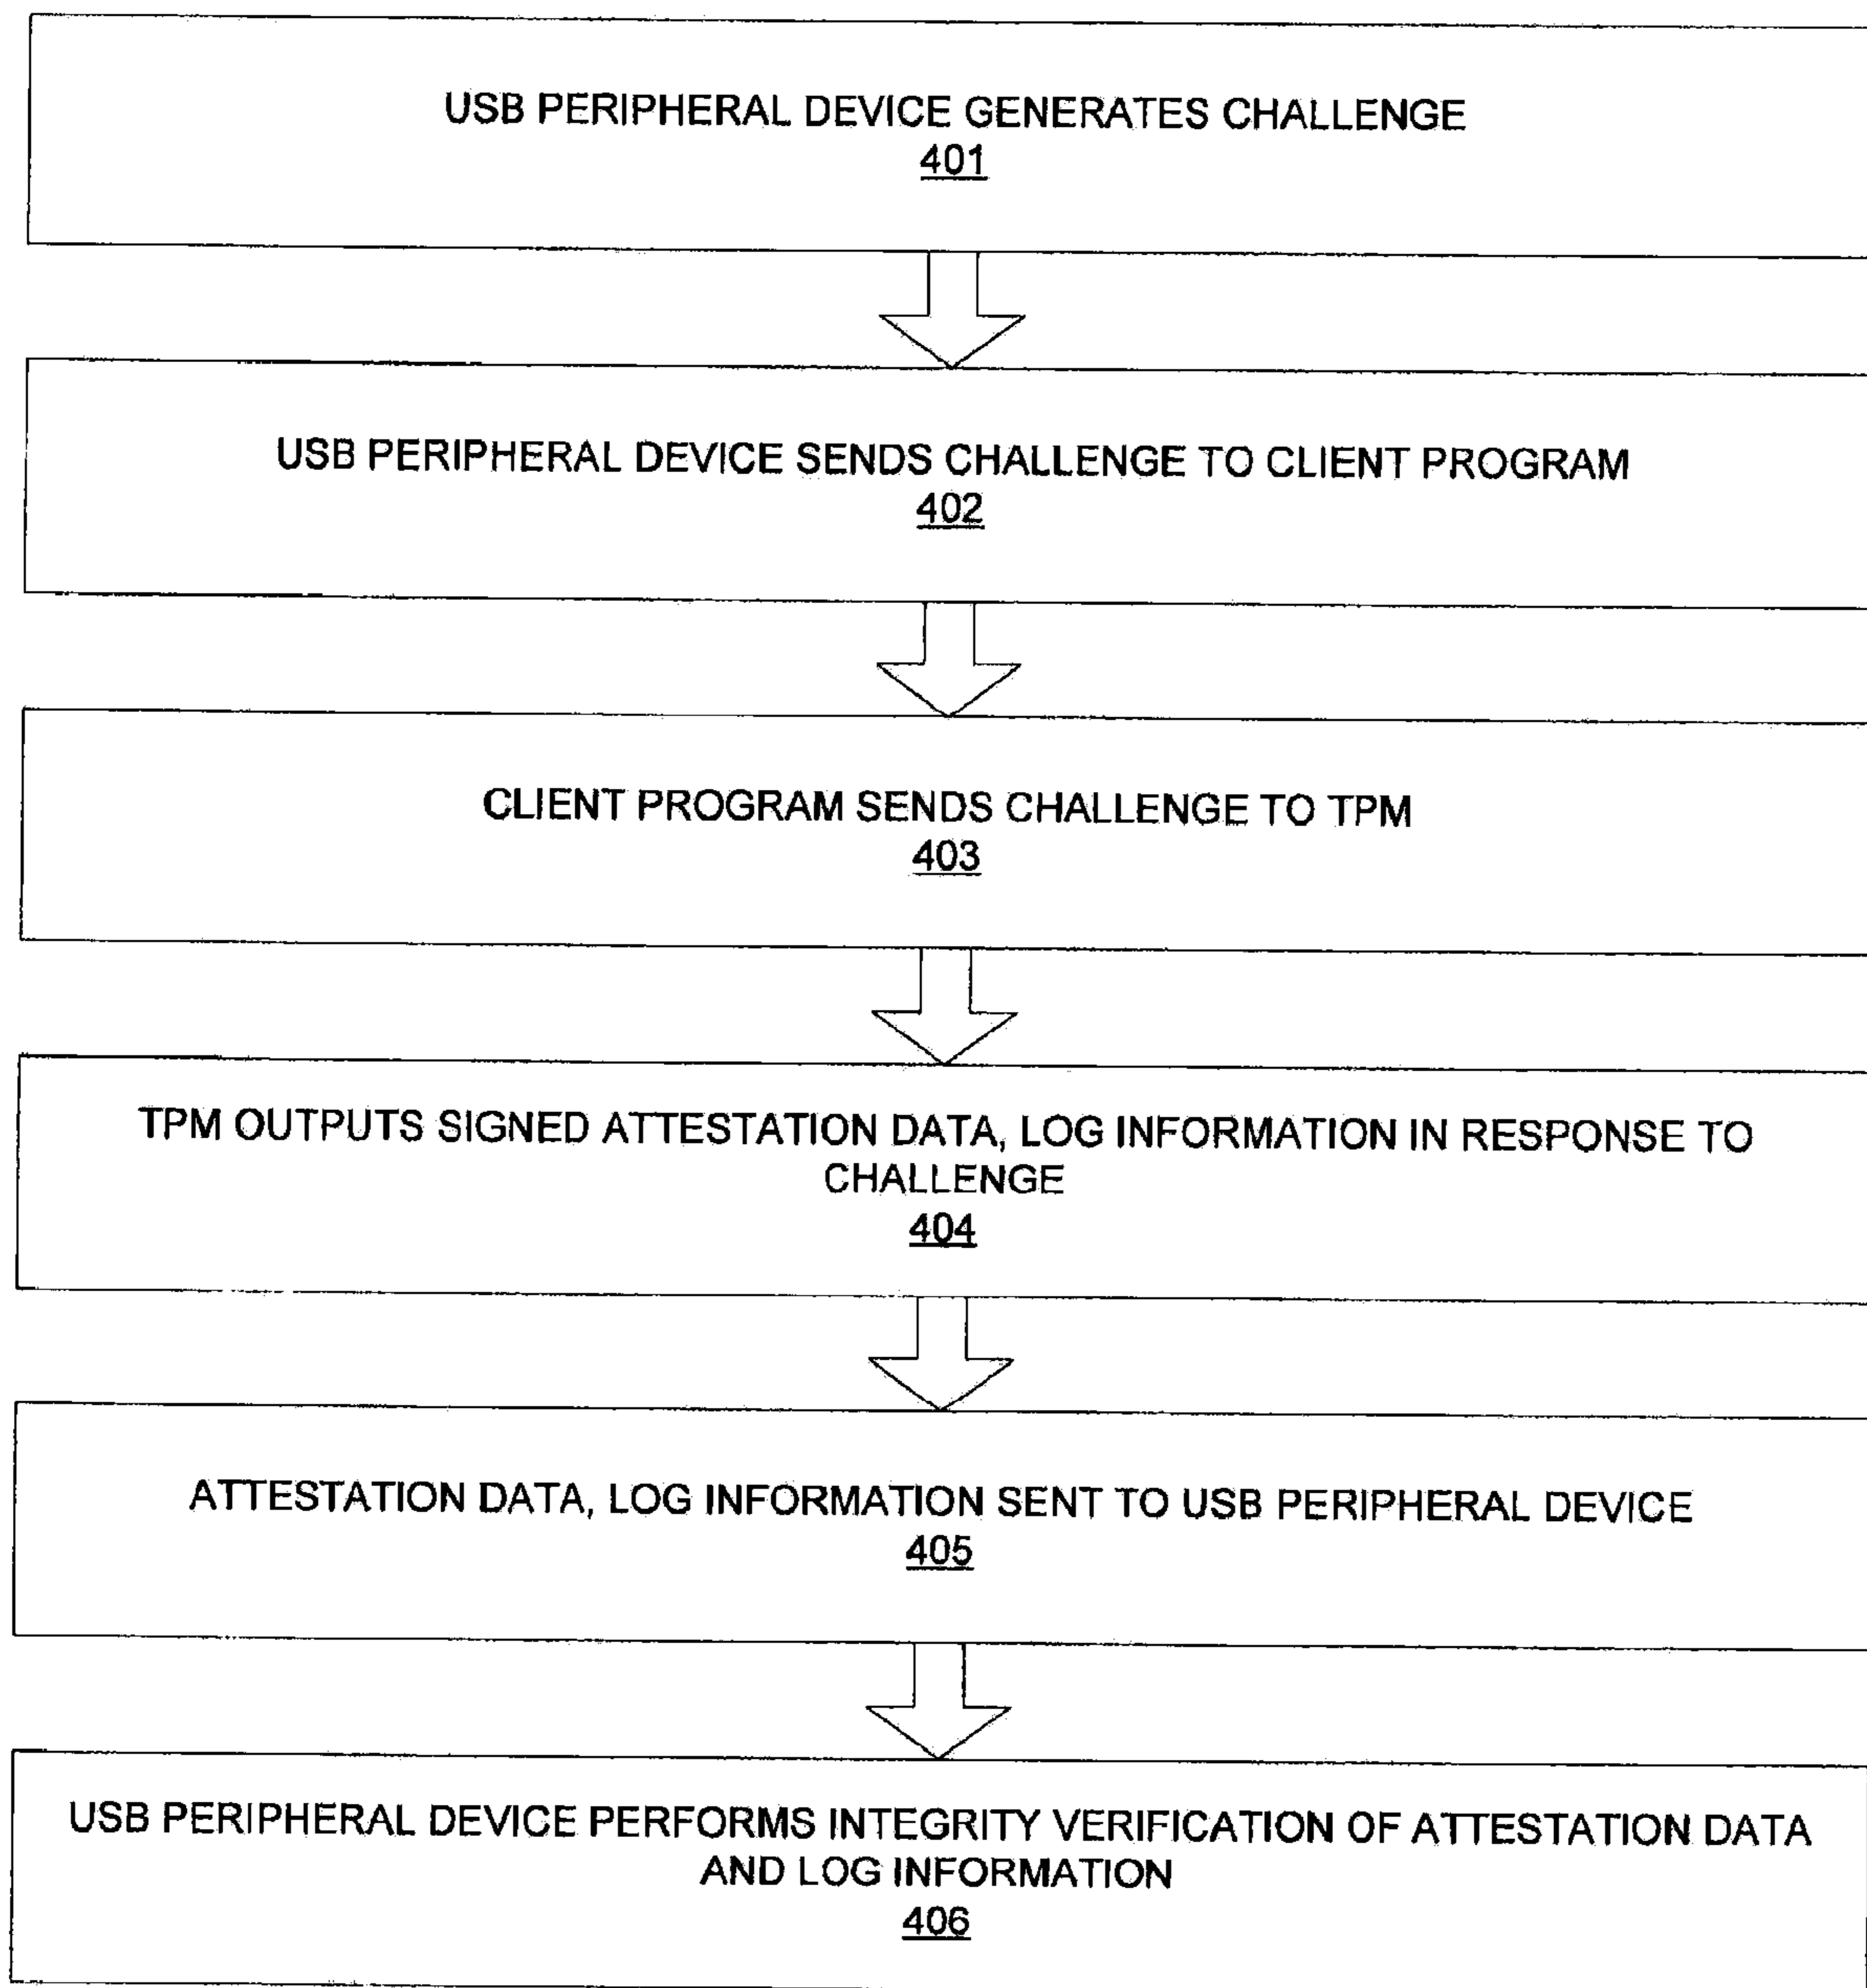 USB PERIPHERAL DEVICE GENERATES CHALLENGE
401
USB PERIPHERAL DEVICE SENDS CHALLENGE TO CLIENT PROGRAM
402
CLIENT PROGRAM SENDS CHALLENGE TO TPM
403
TPM OUTPUTS SIGNED ATTESTATION DATA, LOG INFORMATION IN RESPONSE TO
CHALLENGE
404
ATTESTATION DATA, LOG INFORMATION SENT TO USB PERIPHERAL DEVICE
405
USB PERIPHERAL DEVICE PERFORMS INTEGRITY VERIFICATION OF ATTESTATION DATA
AND LOG INFORMATION
406